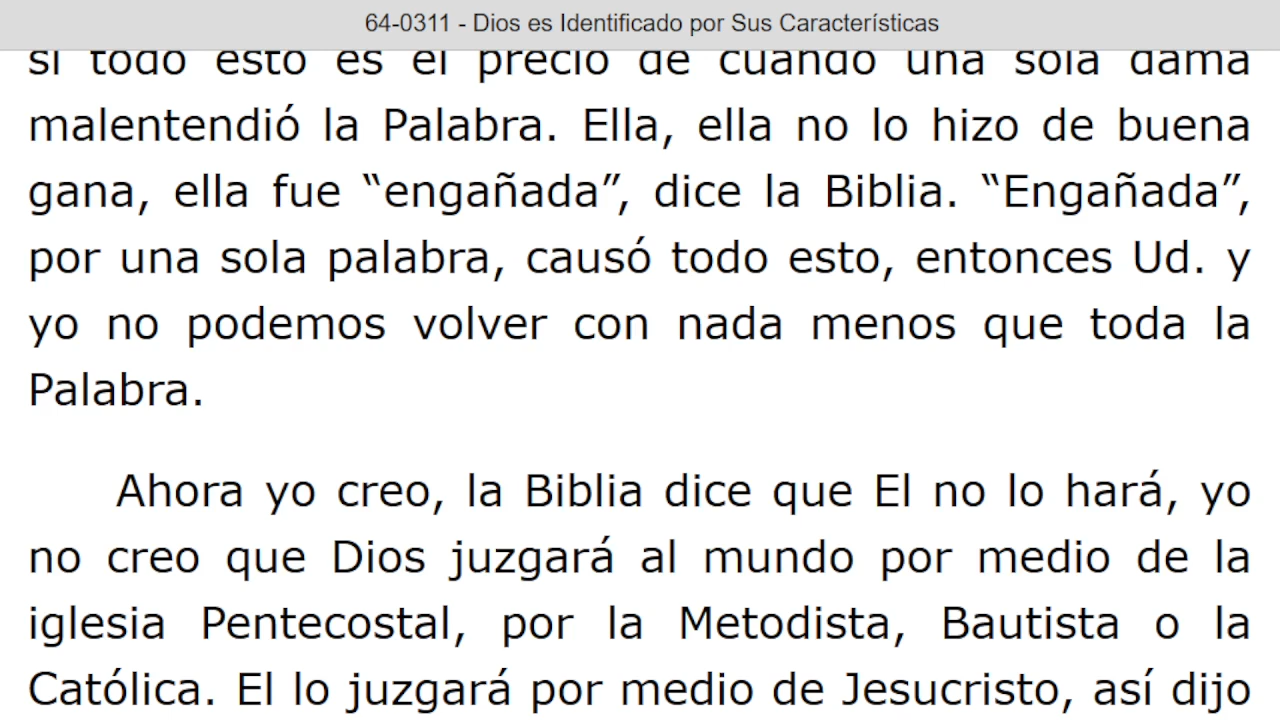 64-0311 - Dios es Identificado por Sus Características
si todo esto es el precio de cuando una sola dama
malentendió la Palabra. Ella, ella no lo hizo de buena
gana, ella fue “engañada”, dice la Biblia. “Engañada”,
por una sola palabra, causó todo esto, entonces Ud. y
yo no podemos volver con nada menos que toda la
Palabra.
Ahora yo creo, la Biblia dice que El no lo hará, yo
no creo que Dios juzgará al mundo por medio de la
iglesia Pentecostal, por la Metodista, Bautista o la
Católica. El lo juzgará por medio de Jesucristo, así dijo